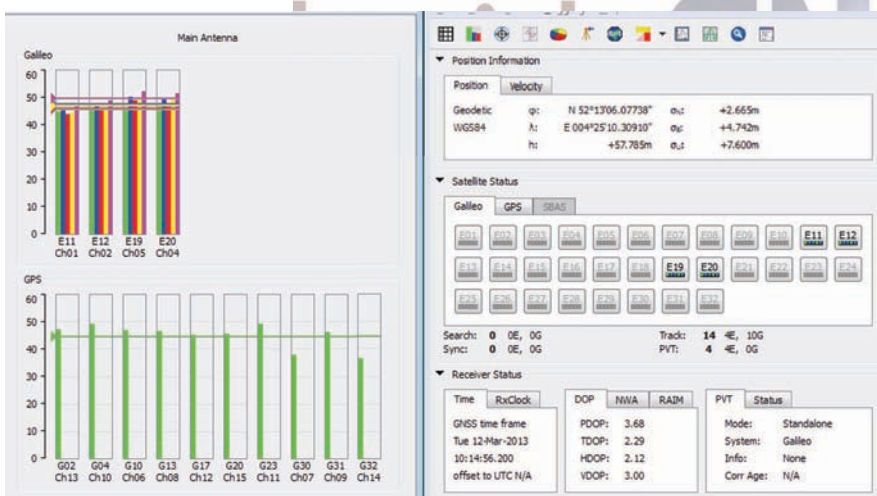 Main Antenna
Galileo
60
50
40
30
20
10
0
E11 E12 E19 E20
Ch01 Ch02 Ch05 Ch04
GPS
60
50
40
30
20
10
0
G02 G04 G10 G13 G17 G20 G23 G30 G31 G32
Ch13 Ch10 Ch06 Ch08 Ch12 Ch15 Ch11 Ch07 Ch09 Ch14
Position Information
Position Velocity
Geodetic φ: N 52°13'06.07738" +2.665m
WGS84 λ: E 004°25'10.30910" +4.742m
h: +57.785m +7.600m
Satellite Status
Galileo GPS SBAS
E01 E02 E03 E04 E05 E06 E07 E08 E09 E10 E11 E12
E13 E14 E15 E16 E17 E18 E19 E20 E21 E22 E23 E24
E25 E26 E27 E28 E29 E30 E31 E32
Search: 0 0E, 0G Track: 14 4E, 10G
Sync: 0 0E, 0G PVT: 4 4E, 0G
Receiver Status
Time RxClock DOP NWA RAIM PVT Status
GNSS time frame PDOP: 3.68 Mode: Standalone
Tue 12-Mar-2013 TDOP: 2.29 System: Galileo
10:14:56.200 HDOP: 2.12 Info: None
offset to UTC N/A VDOP: 3.00 Corr Age: N/A